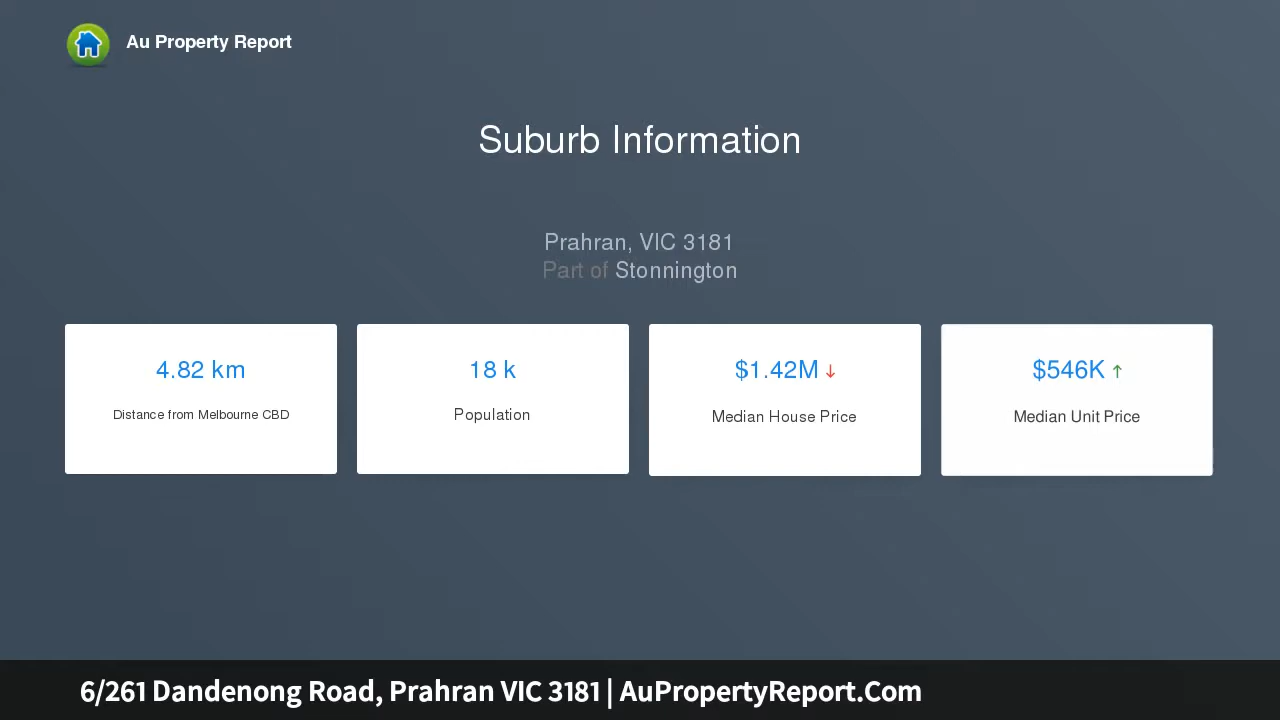 Au Property Report
Suburb Information
Prahran, VIC 3181
Part of Stonnington
4.82 km
Distance from Melbourne CBD
18 k
Population
$1.42M ↓
Median House Price
$546K ↑
Median Unit Price
6/261 Dandenong Road, Prahran VIC 3181 | AuPropertyReport.Com